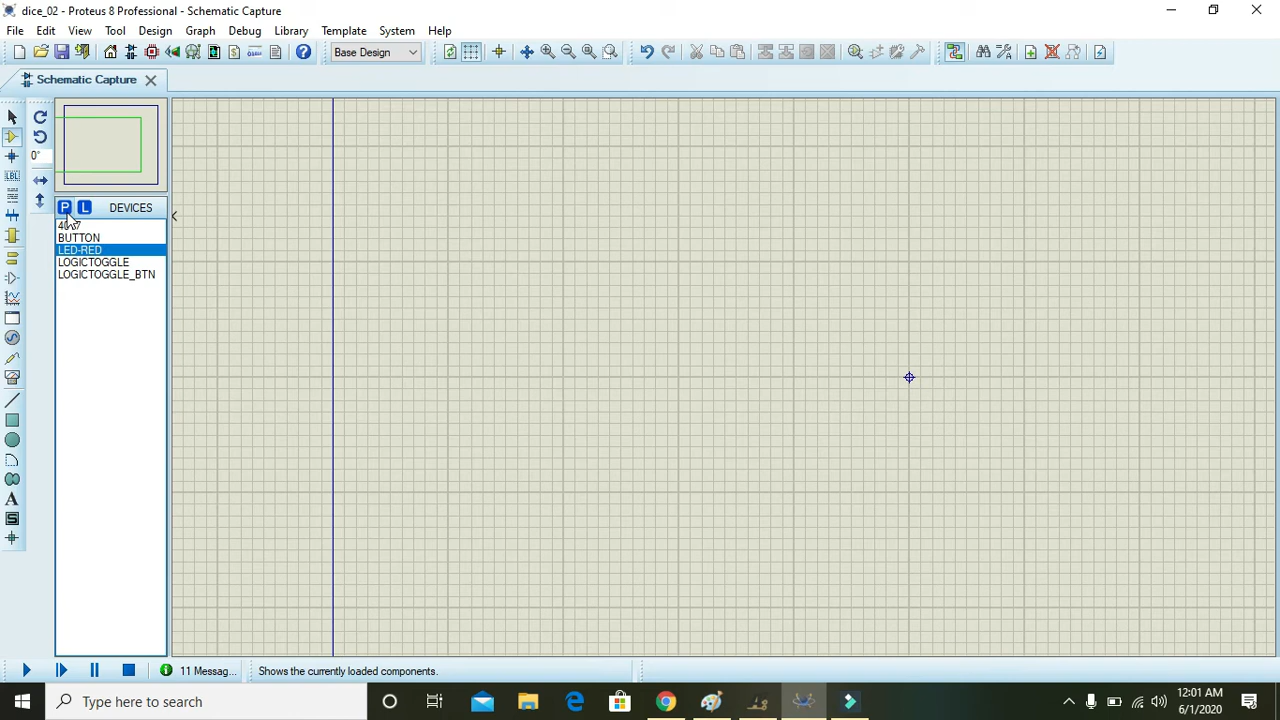 dice_02 - Proteus 8 Professional - Schematic Capture
File Edit View Tool Design Graph Debug Library Template System Help
Base Design
Schematic Capture
0°
P L DEVICES
BUTTON
LED-RED
LOGICTOGGLE
LOGICTOGGLE_BTN
LBL
A
S
11 Messag... Shows the currently loaded components.
Type here to search
12:01 AM
6/1/2020